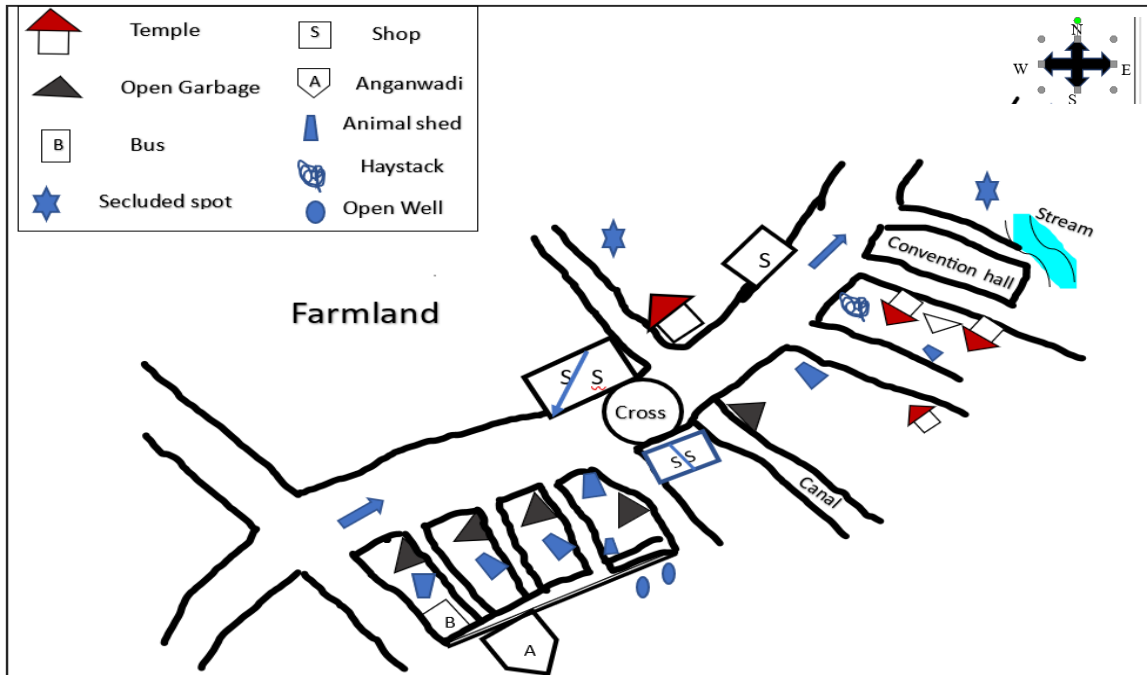 Temple
S Shop
Open Garbage
A Anganwadi
Animal shed
B Bus
Haystack
Secluded spot
Open Well
N
W E
S
Stream
Convention hall
S
Farmland
S S
Cross
S S
Canal
B
A